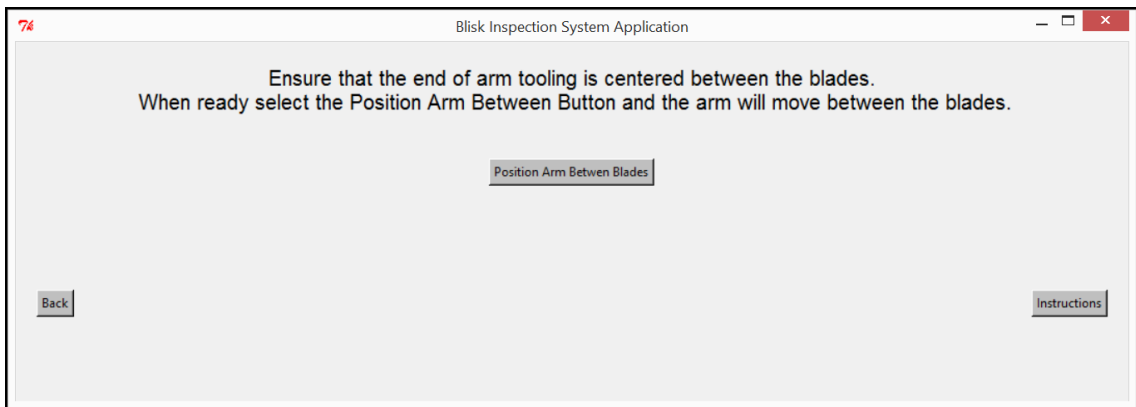 Blisk Inspection System Application
Ensure that the end of arm tooling is centered between the blades.
When ready select the Position Arm Between Button and the arm will move between the blades.
Position Arm Betwen Blades
Back
Instructions